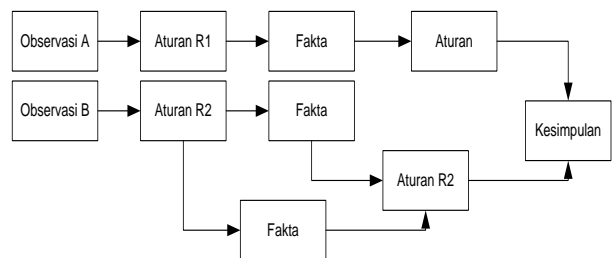 Observasi A
Aturan R1
Fakta
Aturan
Observasi B
Aturan R2
Fakta
Kesimpulan
Aturan R2
Fakta